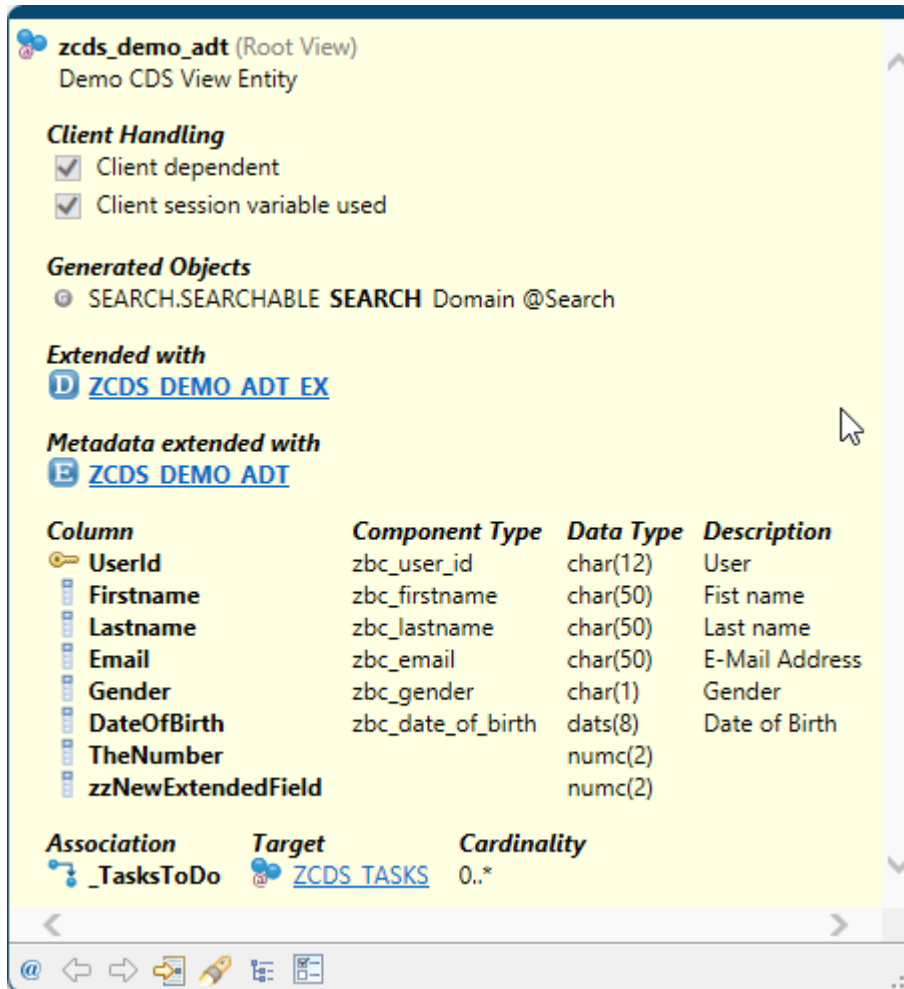 zcds_demo_adt (Root View)
Demo CDS View Entity
Client Handling
Client dependent
Client session variable used
Generated Objects
SEARCH.SEARCHABLE SEARCH Domain @Search
Extended with
D ZCDS_DEMO_ADT_EX
Metadata extended with
E ZCDS_DEMO_ADT
Column Component Type Data Type Description
UserId zbc_user_id char(12) User
Firstname zbc_firstname char(50) Fist name
Lastname zbc_lastname char(50) Last name
Email zbc_email char(50) E-Mail Address
Gender zbc_gender char(1) Gender
DateOfBirth zbc_date_of_birth dats(8) Date of Birth
TheNumber numc(2)
zzNewExtendedField numc(2)
Association Target Cardinality
_TasksToDo ZCDS_TASKS 0..*
@